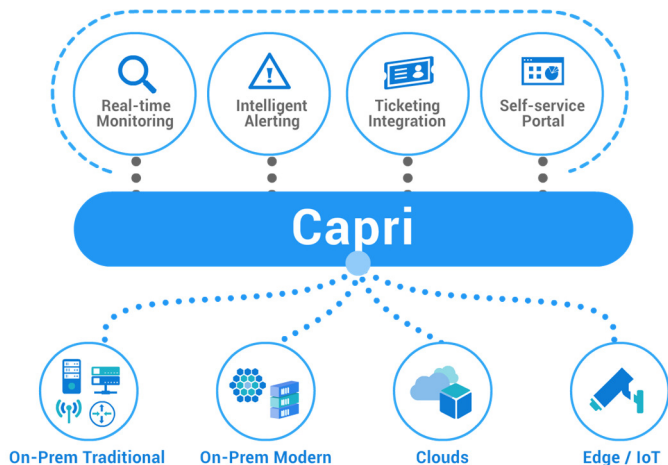 Real-time
Monitoring
Intelligent
Alerting
Ticketing
Integration
Self-service
Portal
Capri
On-Prem Traditional
On-Prem Modern
Clouds
Edge / IoT